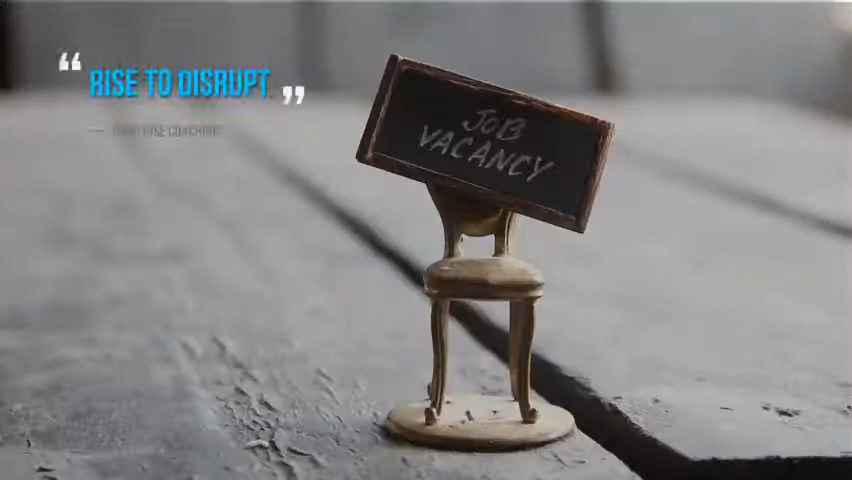 “ RISE TO DISRUPT ”
JOB
VACANCY